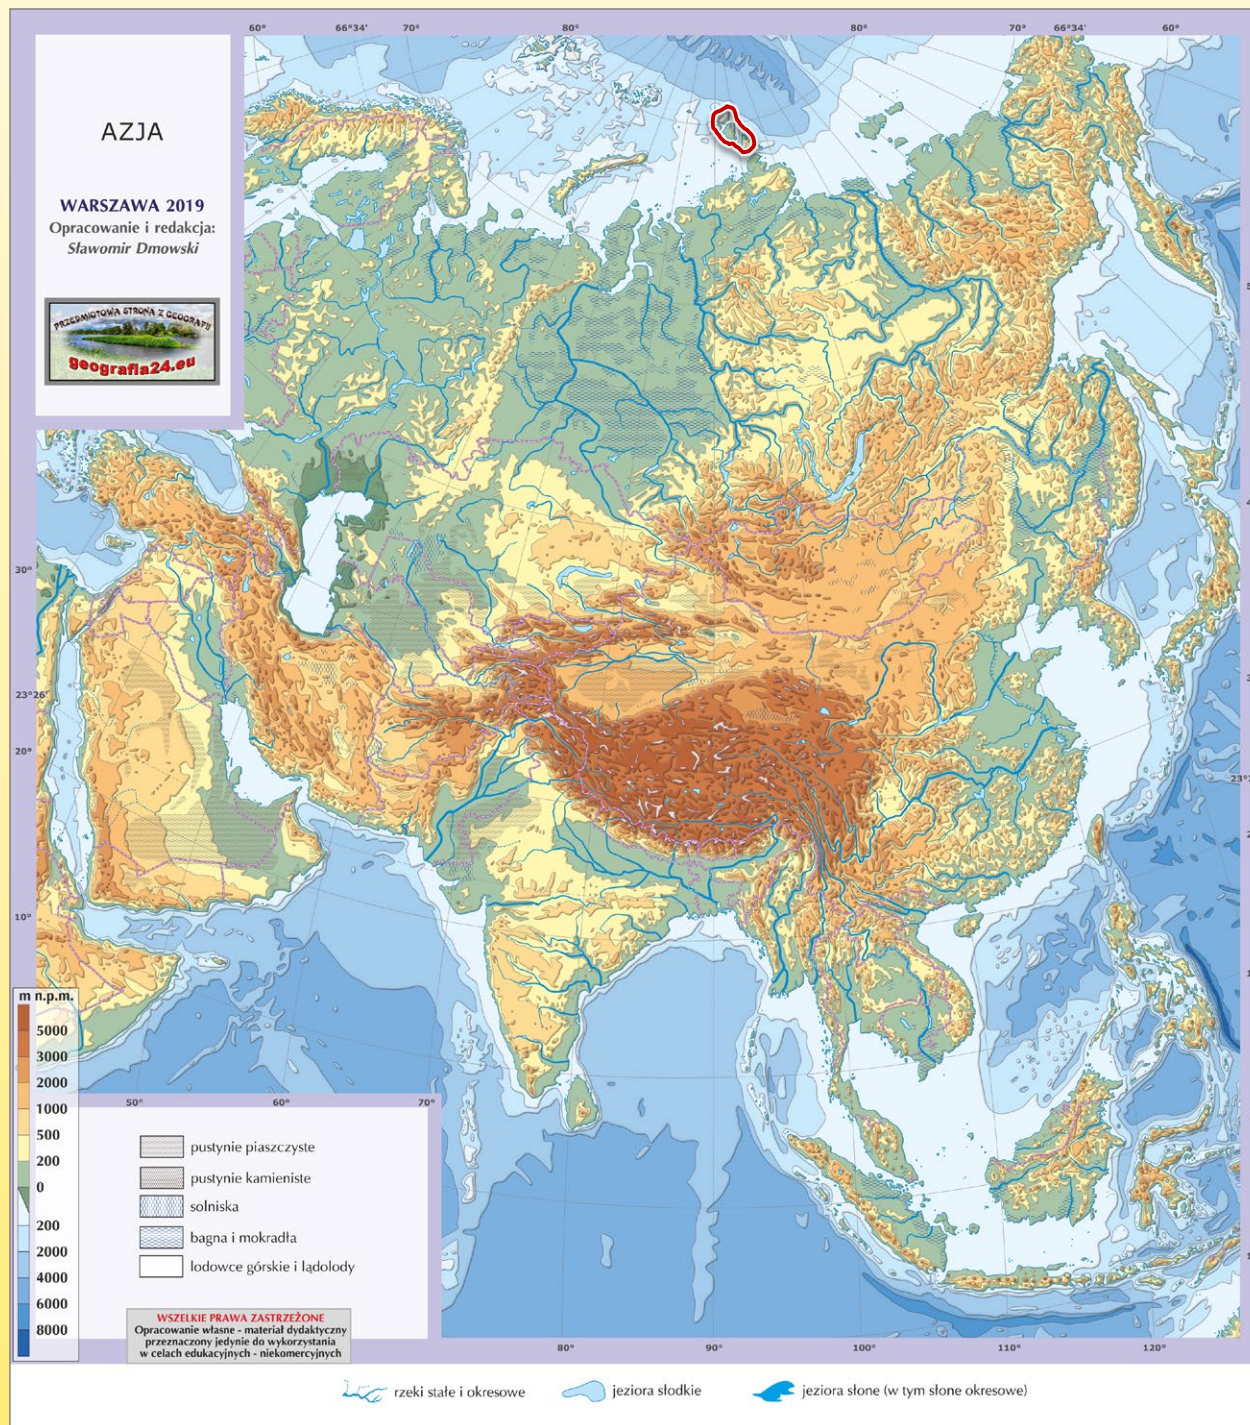 60° 66°34' 70° 80° 80° 70° 66°34' 60°
AZJA
WARSZAWA 2019
Opracowanie i redakcja:
Sławomir Dmowski
PRZEDMIOTOWA STRONA Z GEOGRAFII
geografia24.eu
30°
23°26'
20°
10°
m n.p.m.
5000
3000
2000
1000
500
200
0
200
2000
4000
6000
8000
50° 60° 70°
pustynie piaszczyste
pustynie kamieniste
solniska
bagna i mokradła
lodowce górskie i lądolody
WSZELKIE PRAWA ZASTRZEŻONE
Opracowanie własne - materiał dydaktyczny
przeznaczony jedynie do wykorzystania
w celach edukacyjnych - niekomercyjnych
80° 90° 100° 110° 120°
rzeki stałe i okresowe
jeziora słodkie
jeziora słone (w tym słone okresowe)